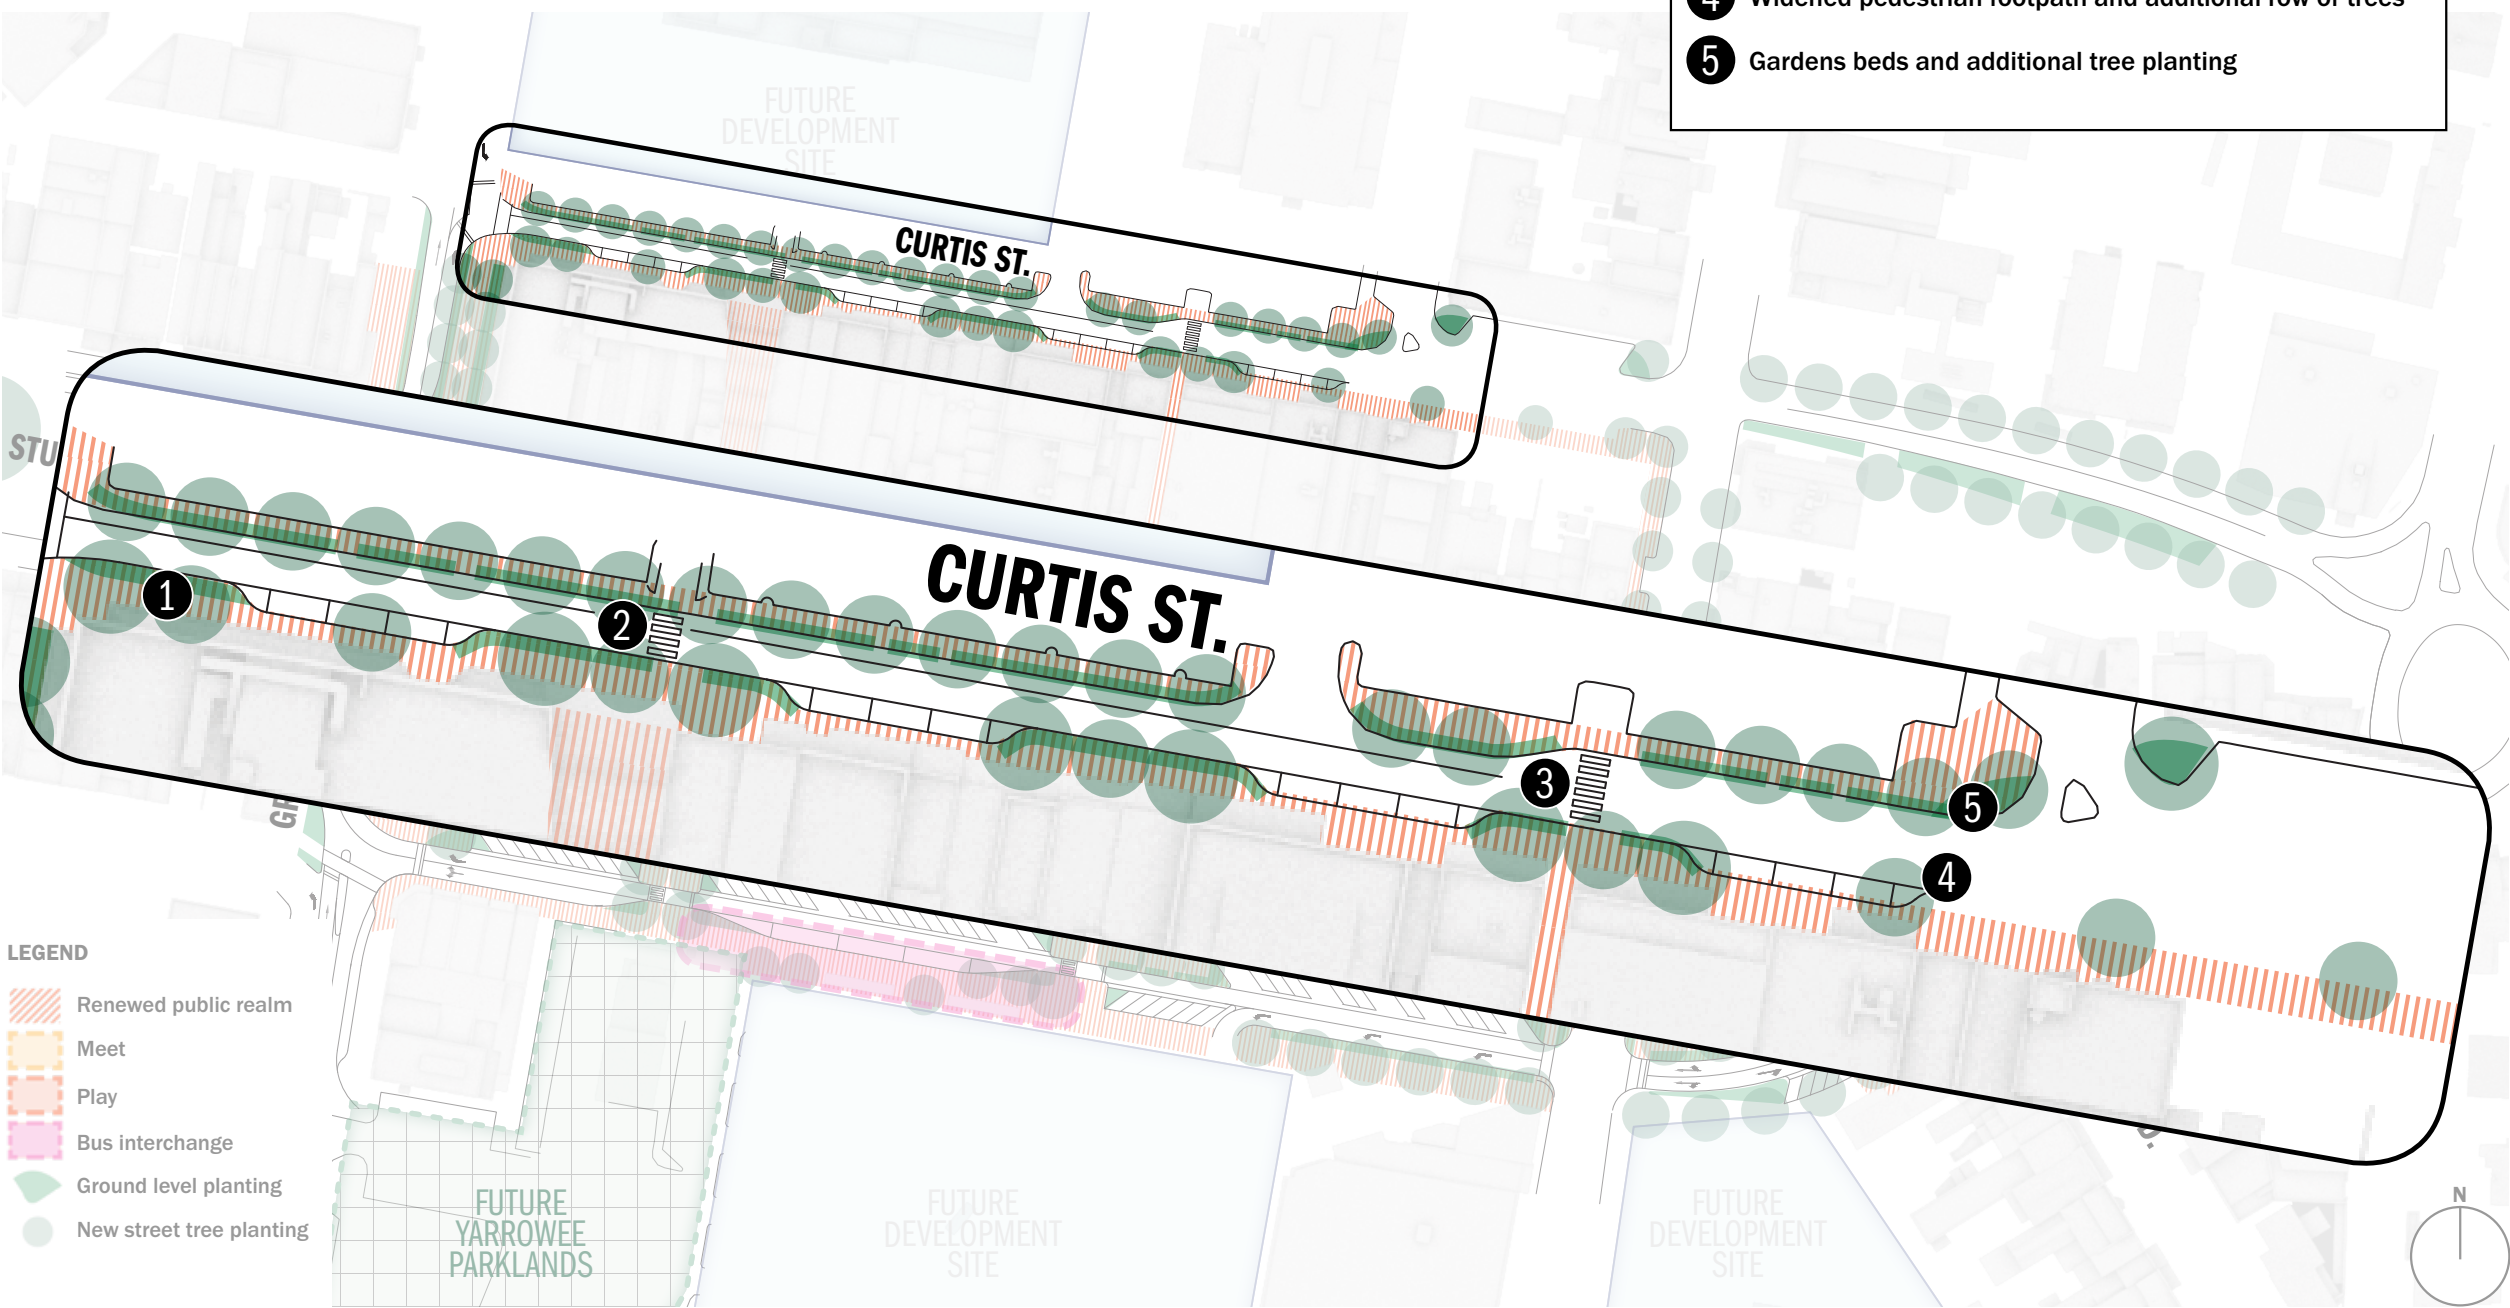 4 Widened pedestrian footpath and additional row of trees
5 Gardens beds and additional tree planting
FUTURE
DEVELOPMENT
SITE
CURTIS ST.
STU
CURTIS ST.
1
2
3
5
4
LEGEND
Renewed public realm
Meet
Play
Bus interchange
Ground level planting
New street tree planting
FUTURE
YARROWEE
PARKLANDS
FUTURE
DEVELOPMENT
SITE
FUTURE
DEVELOPMENT
SITE
N